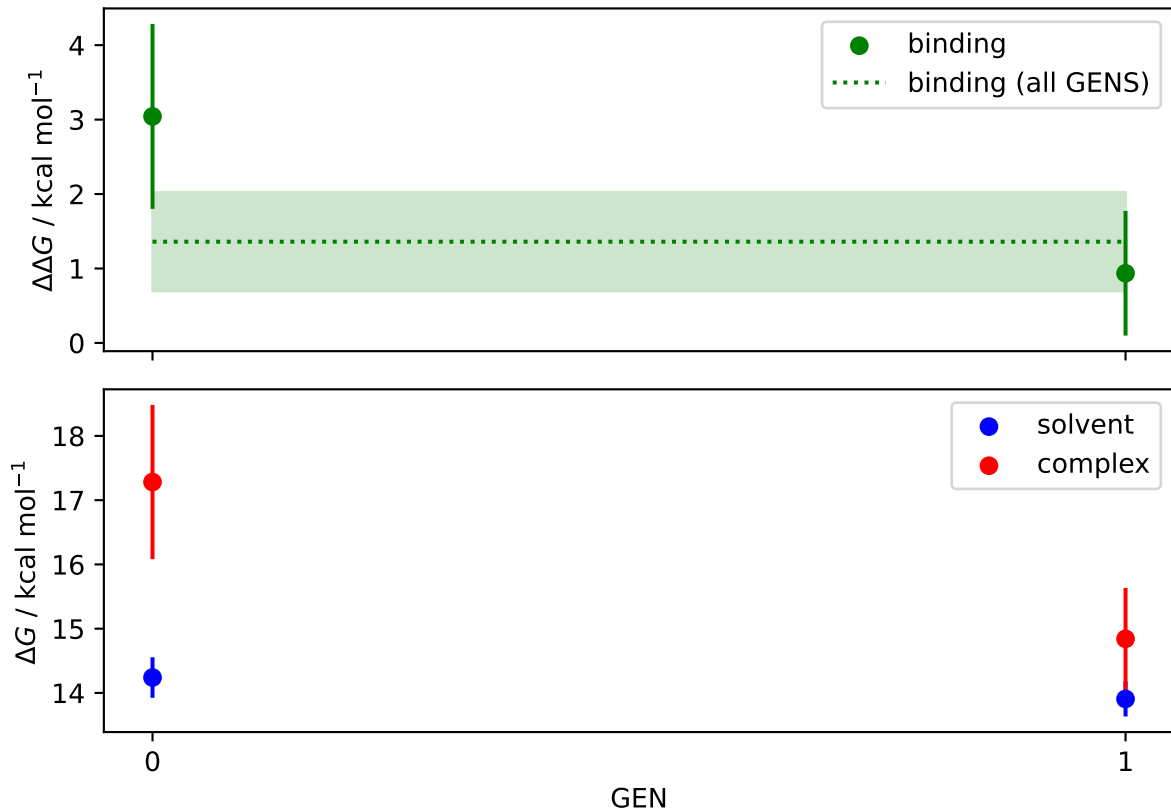 4
3
2
1
0
ΔΔG / kcal mol⁻¹
binding
binding (all GENS)
18
17
16
15
14
ΔG / kcal mol⁻¹
solvent
complex
0
1
GEN